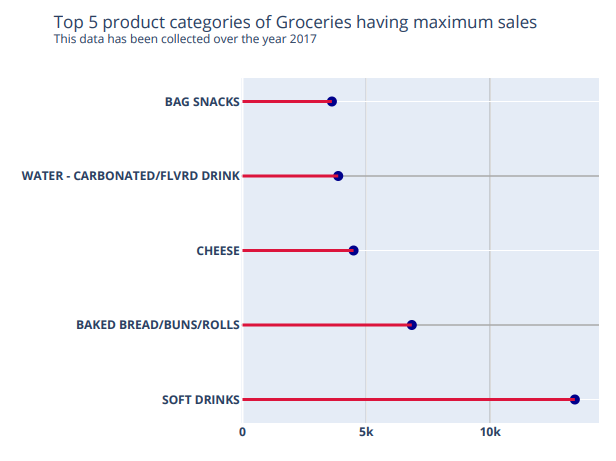 Top 5 product categories of Groceries having maximum sales
This data has been collected over the year 2017
BAG SNACKS
WATER - CARBONATED/FLVRD DRINK
CHEESE
BAKED BREAD/BUNS/ROLLS
SOFT DRINKS
0 5k 10k